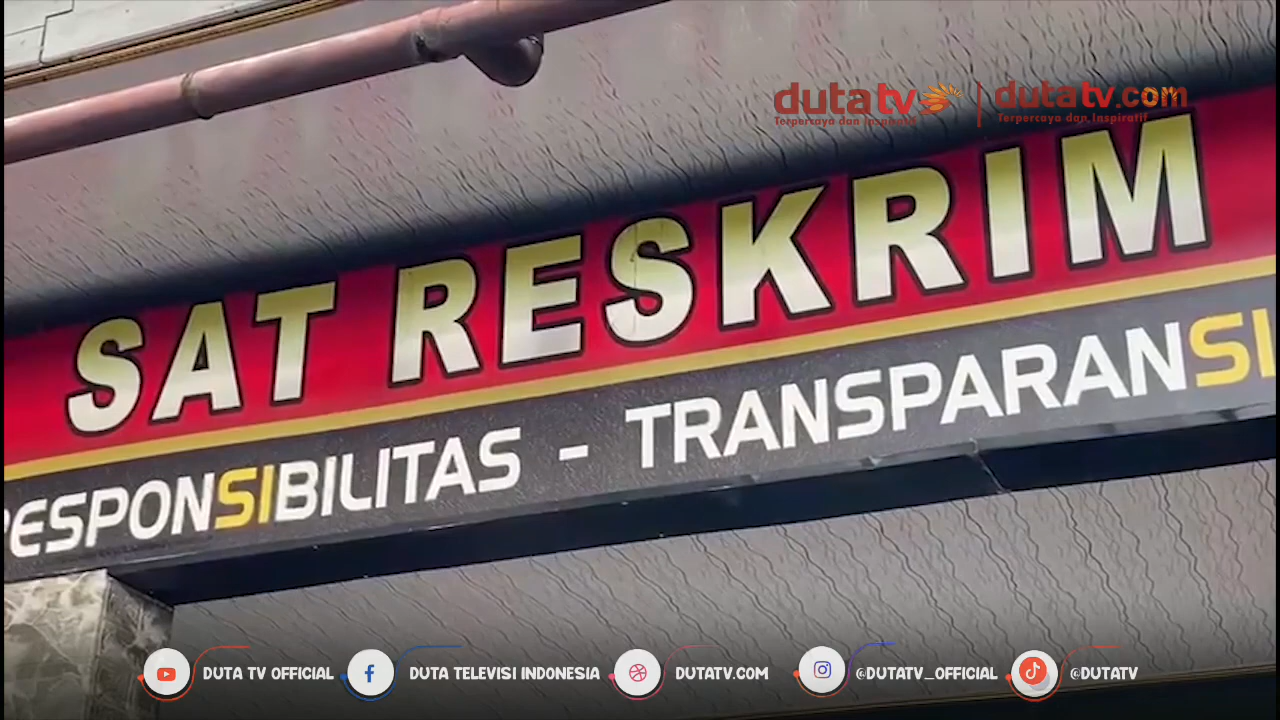 dutatv
Terpercaya dan Inspiratif
dutatv.com
Terpercaya dan Inspiratif
SAT RESKRIM
RESPONSIBILITAS - TRANSPARANSI
DUTA TV OFFICIAL
DUTA TELEVISI INDONESIA
DUTATV.COM
@DUTATV_OFFICIAL
@DUTATV